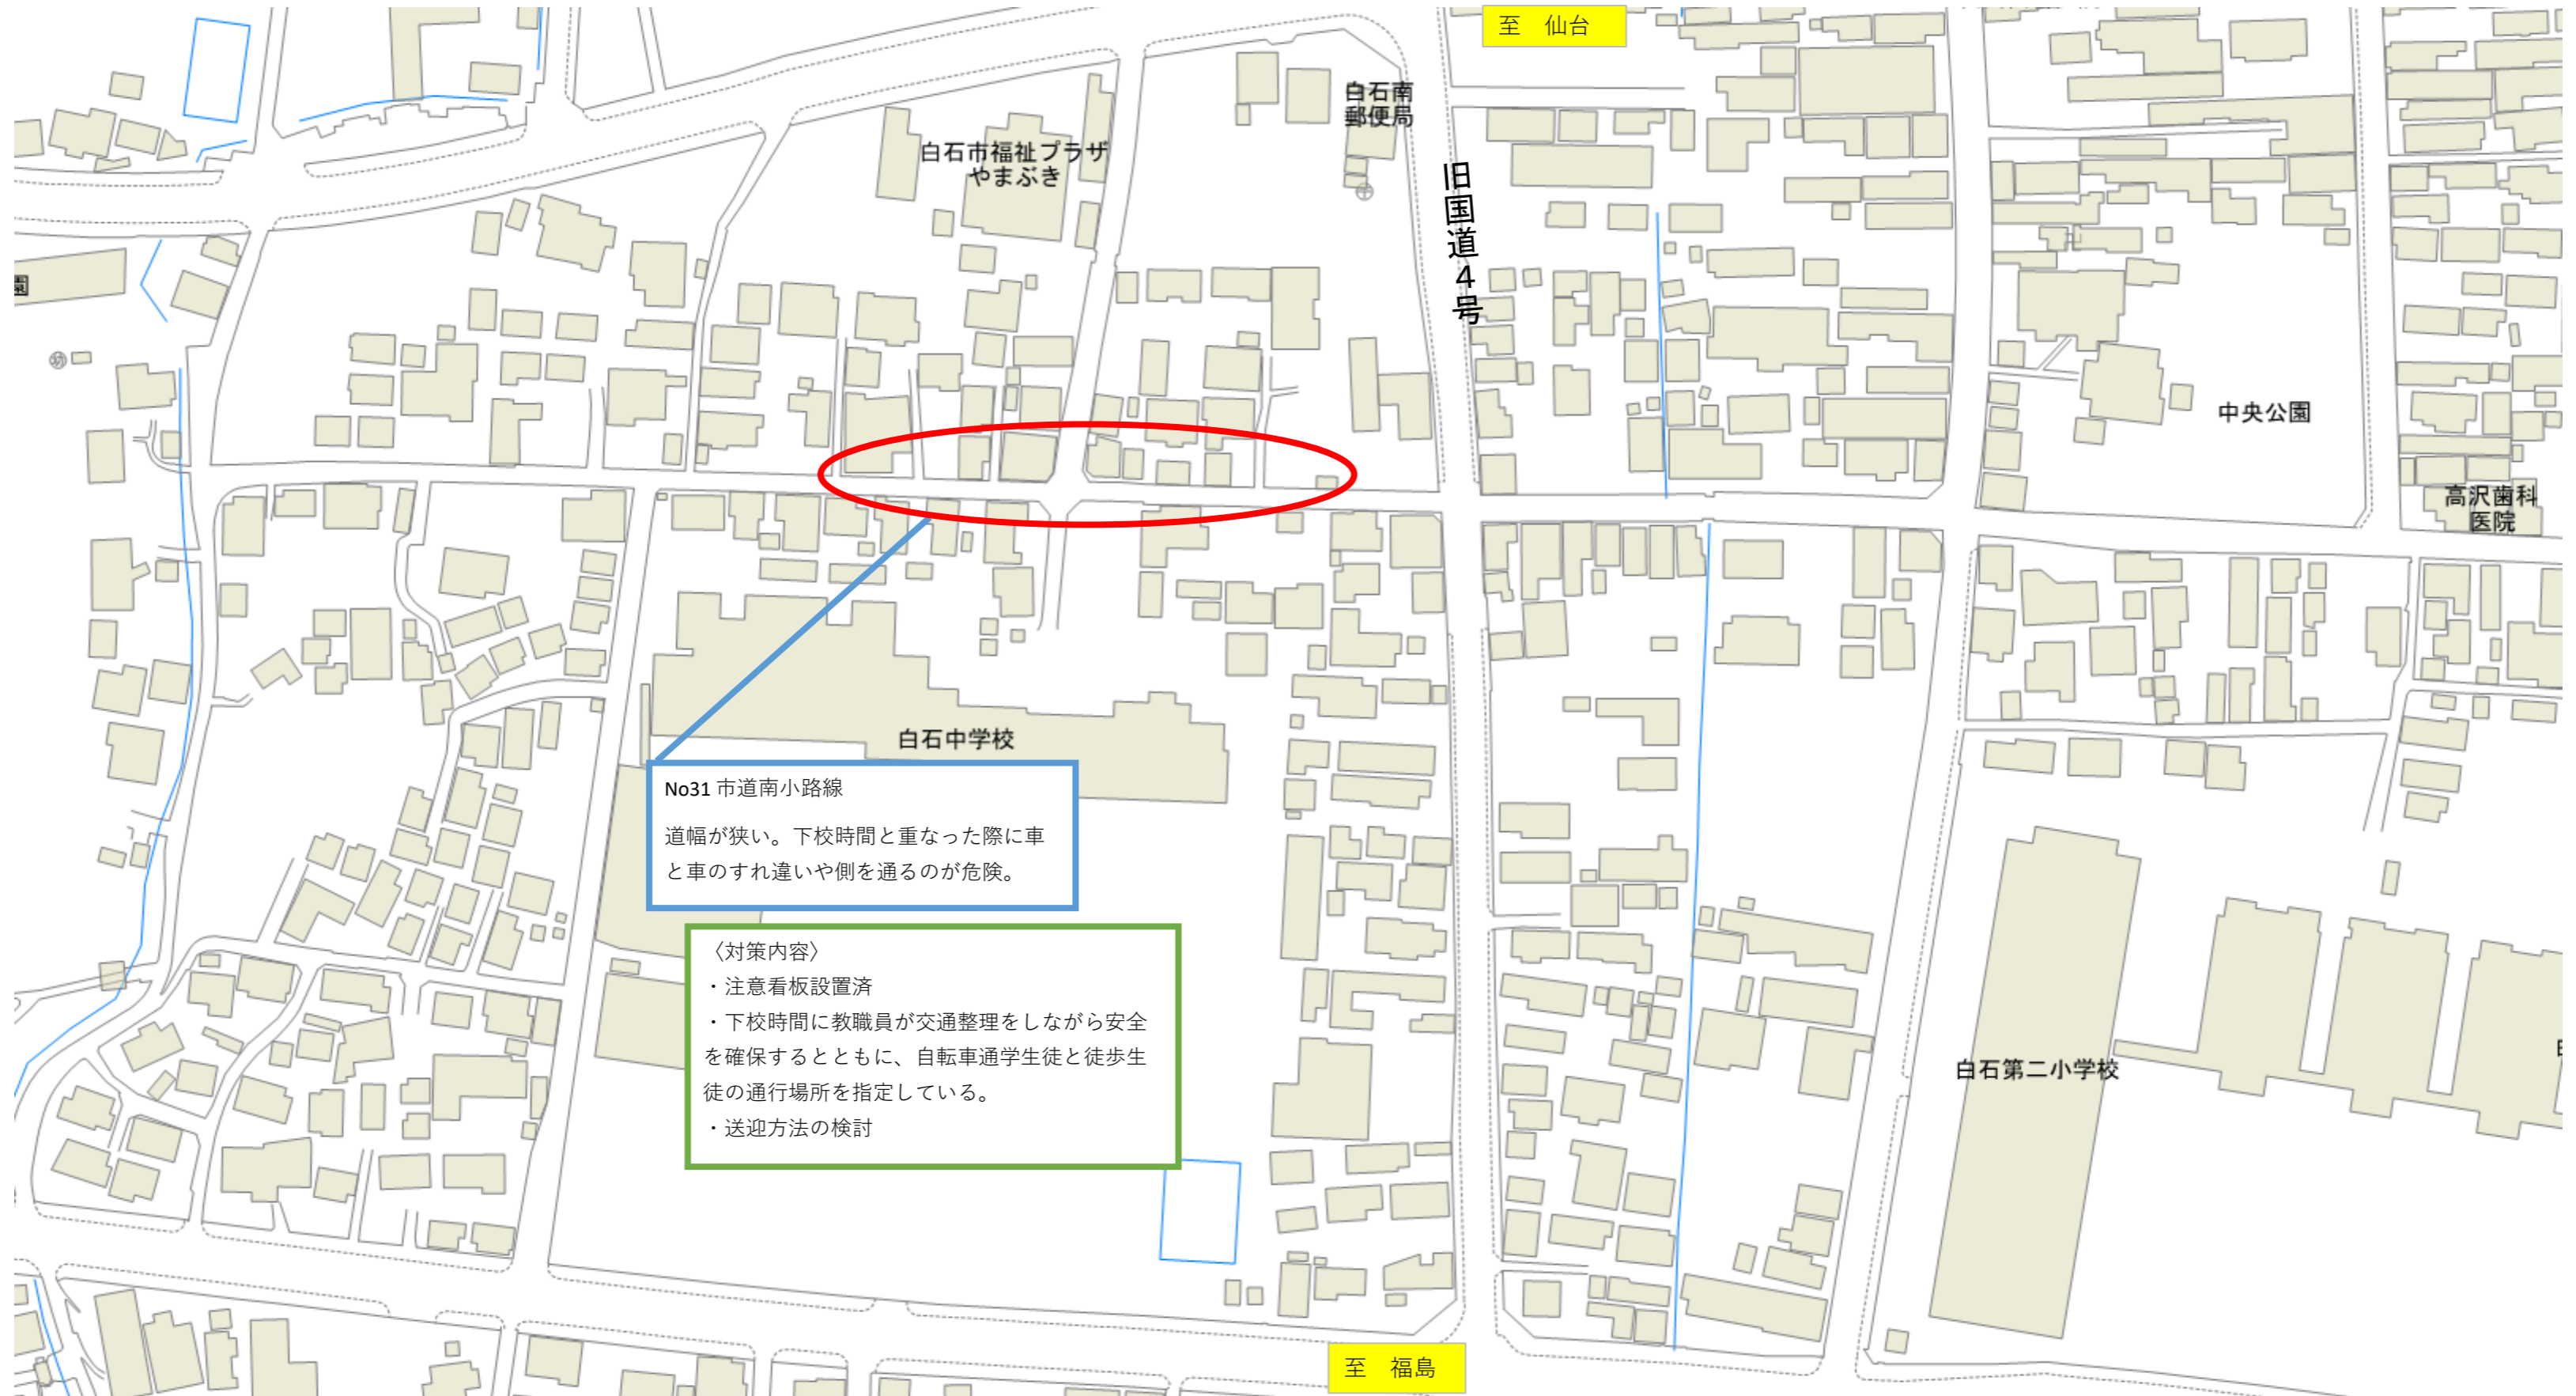 至　仙台
白石南
郵便局
白石市福祉プラザ
やまぶき
旧国道4号
園
中央公園
高沢歯科
医院
白石中学校
No31 市道南小路線
道幅が狭い。下校時間と重なった際に車
と車のすれ違いや側を通るのが危険。
〈対策内容〉
・注意看板設置済
・下校時間に教職員が交通整理をしながら安全
を確保するとともに、自転車通学生徒と徒歩生
徒の通行場所を指定している。
・送迎方法の検討
白石第二小学校
至　福島